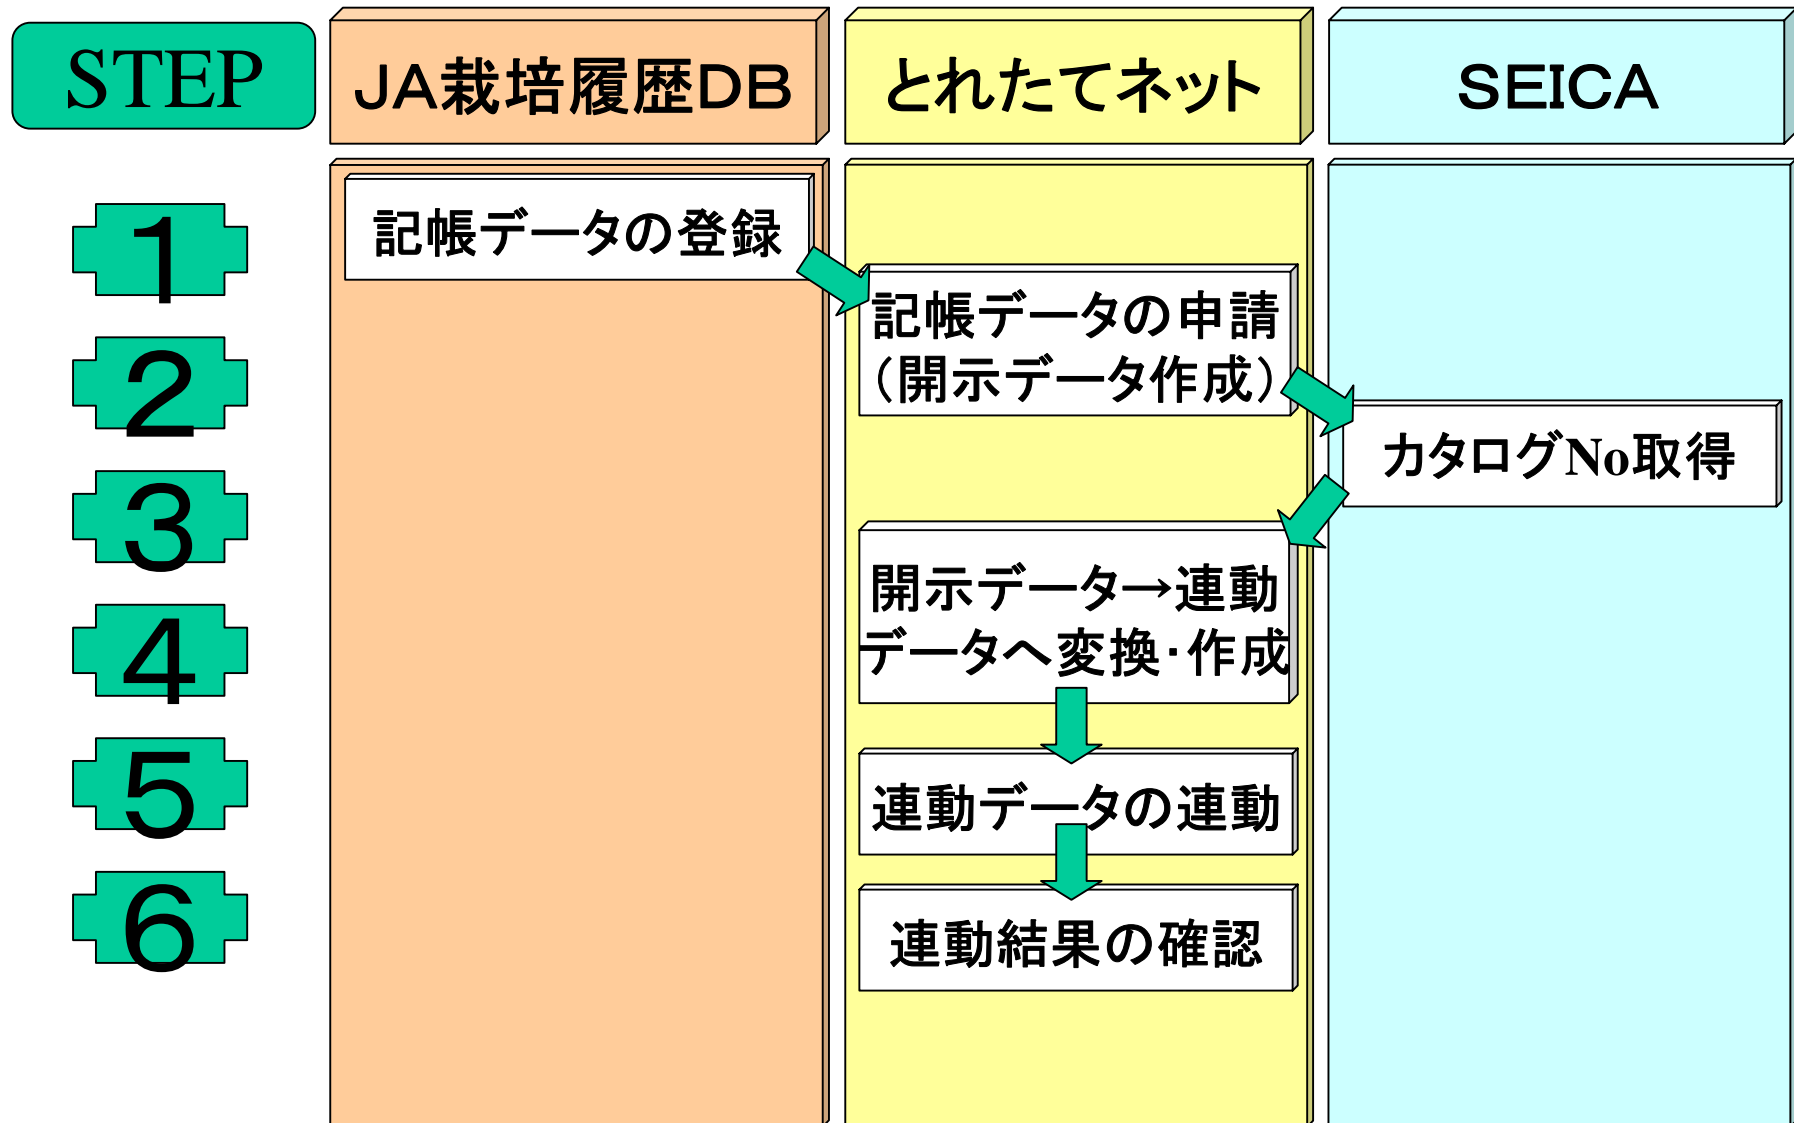 STEP
JA栽培履歴DB
とれたてネット
SEICA
1
記帳データの登録
2
記帳データの申請
（開示データ作成）
3
カタログNo取得
4
開示データ→連動
データへ変換・作成
5
連動データの連動
6
連動結果の確認